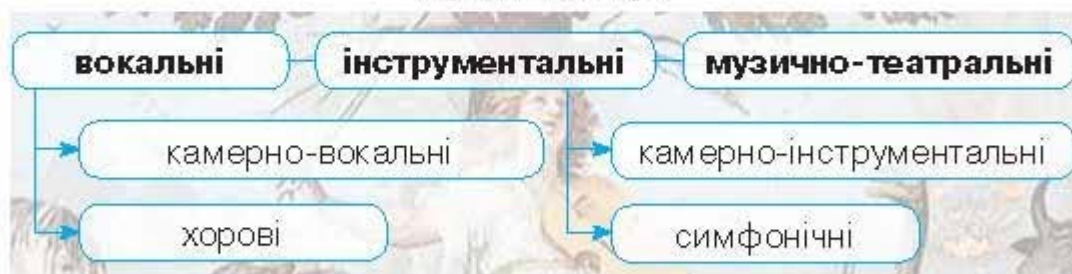 вокальні інструментальні музично-театральні
камерно-вокальні камерно-інструментальні
хорові симфонічні